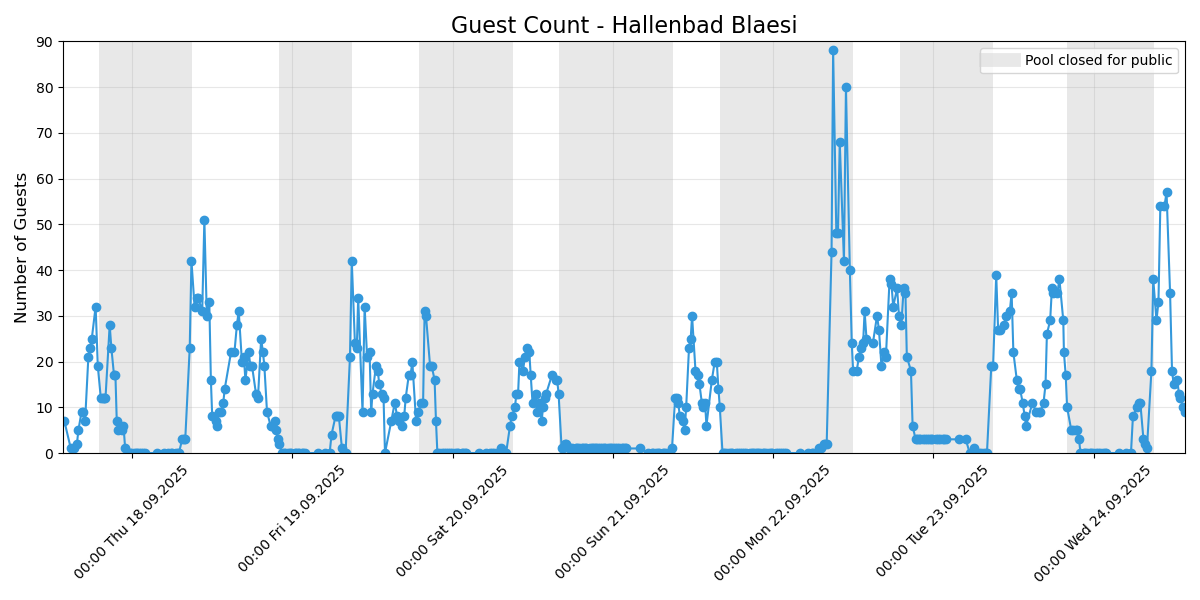 Guest Count - Hallenbad Blaesi
Pool closed for public
Number of Guests
90
80
70
60
50
40
30
20
10
0
00:00 Thu 18.09.2025
00:00 Fri 19.09.2025
00:00 Sat 20.09.2025
00:00 Sun 21.09.2025
00:00 Mon 22.09.2025
00:00 Tue 23.09.2025
00:00 Wed 24.09.2025